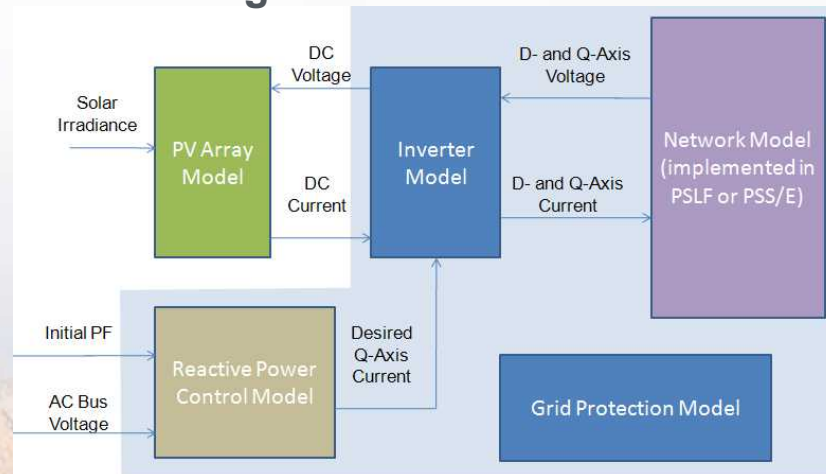 DC
Voltage
D- and Q-Axis
Voltage
Solar
Irradiance
PV Array
Model
Inverter
Model
Network Model
(implemented in
PSLF or PSS/E)
DC
Current
D- and Q-Axis
Current
Initial PF
Desired
Q-Axis
Current
Reactive Power
Control Model
AC Bus
Voltage
Grid Protection Model